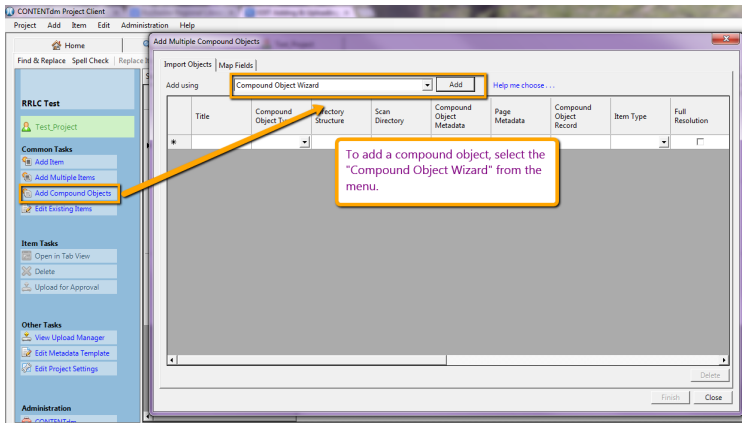 CONTENTdm Project Client
Project Add Item Edit Administration Help
Home
Find & Replace Spell Check Replace
RRLC Test
Test_Project
Common Tasks
Add Item
Add Multiple Items
Add Compound Objects
Edit Existing Items
Item Tasks
Open in Tab View
Delete
Upload for Approval
Other Tasks
View Upload Manager
Edit Metadata Template
Edit Project Settings
Administration
CONTENTdm
Add Multiple Compound Objects
Import Objects Map Fields
Add using Compound Object Wizard Add Help me choose . . .
Title
Compound
Object Type
Directory
Structure
Scan
Directory
Compound
Object
Metadata
Page
Metadata
Compound
Object
Record
Item Type
Full
Resolution
*
To add a compound object, select the
"Compound Object Wizard" from the
menu.
Delete
Finish Close